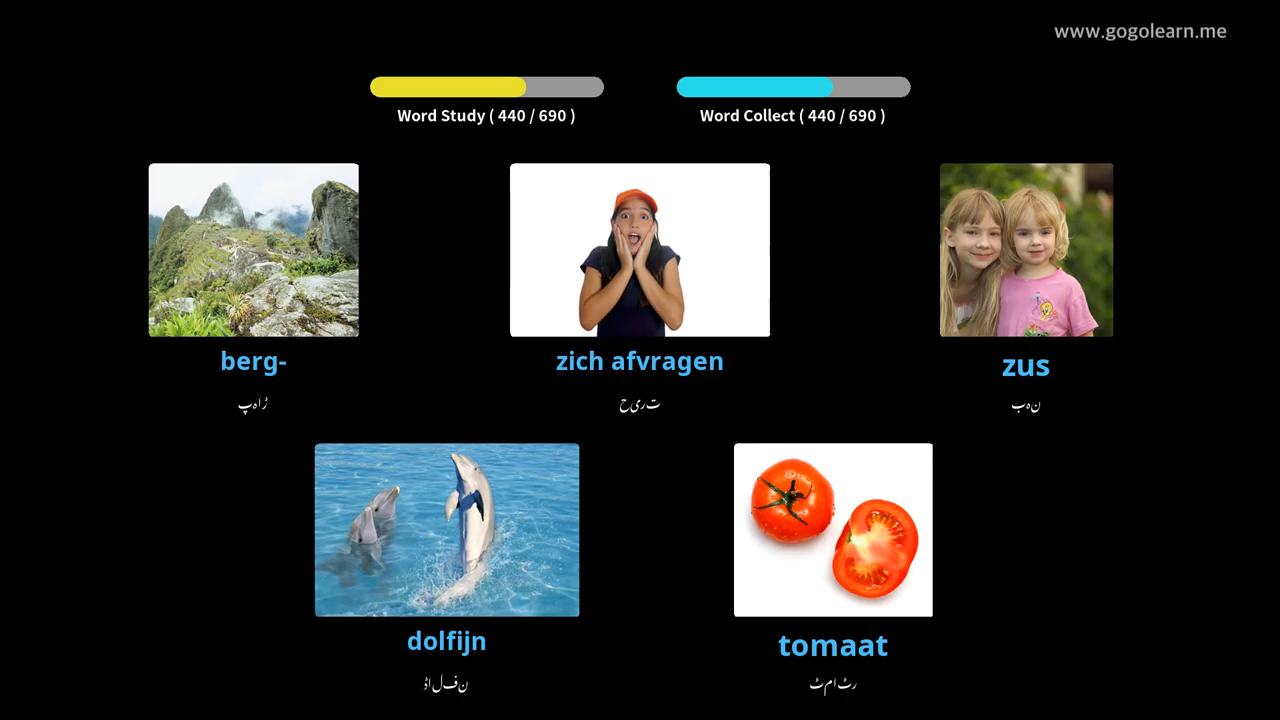 www.gogolearn.me
Word Study ( 440 / 690 )
Word Collect ( 440 / 690 )
berg-
پہاڑ
zich afvragen
حیرت
zus
بہن
dolfijn
ڈالفن
tomaat
ٹماٹر